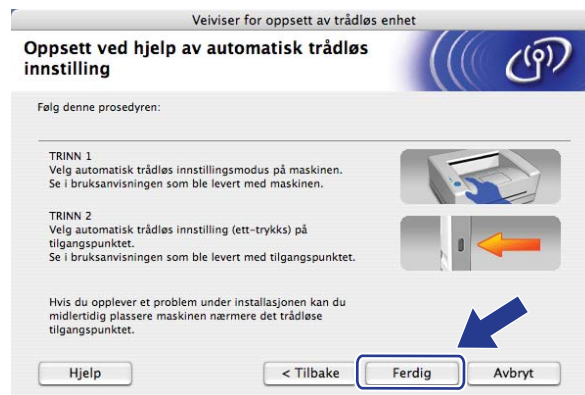 Veiviser for oppsett av trådløs enhet
Oppsett ved hjelp av automatisk trådløs
innstilling
Følg denne prosedyren:
TRINN 1
Velg automatisk trådløs innstillingsmodus på maskinen.
Se i bruksanvisningen som ble levert med maskinen.
TRINN 2
Velg automatisk trådløs innstilling (ett-trykks) på
tilgangspunktet.
Se i bruksanvisningen som ble levert med tilgangspunktet.
Hvis du opplever et problem under installasjonen kan du
midlertidig plassere maskinen nærmere det trådløse
tilgangspunktet.
Hjelp
< Tilbake
Ferdig
Avbryt